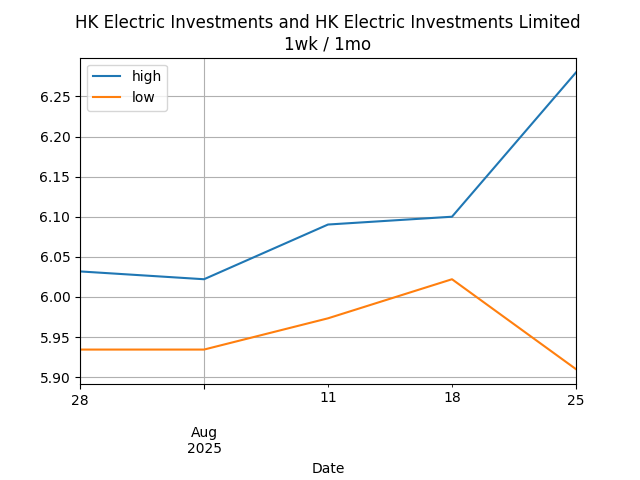 HK Electric Investments and HK Electric Investments Limited
1wk / 1mo
high
low
6.25
6.20
6.15
6.10
6.05
6.00
5.95
5.90
28
11
18
25
Aug
2025
Date